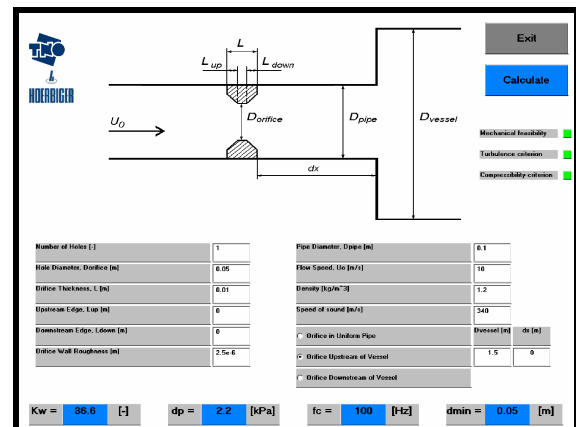 TNO
HOERBIGER
Exit
Calculate
L
L up
L down
U0
Dorifice
Dpipe
Dvessel
dx
Mechanical feasibility
Turbulence criterion
Compressibility-criterion
Number of Holes [-] 1
Hole Diameter, Dorifice [m] 0.05
Orifice Thickness, L [m] 0.01
Upstream Edge, Lup [m] 0
Downstream Edge, Ldown [m] 0
Orifice Wall Roughness [m] 2.5e-6
Pipe Diameter, Dpipe [m] 0.1
Flow Speed, Uo [m/s] 10
Density [kg/m^3] 1.2
Speed of sound [m/s] 340
Orifice in Uniform Pipe
Dvessel [m] dx [m]
Orifice Upstream of Vessel 1.5 0
Orifice Downstream of Vessel
Kw = 36.6 [-] dp = 2.2 [kPa] fc = 100 [Hz] dmin = 0.05 [m]